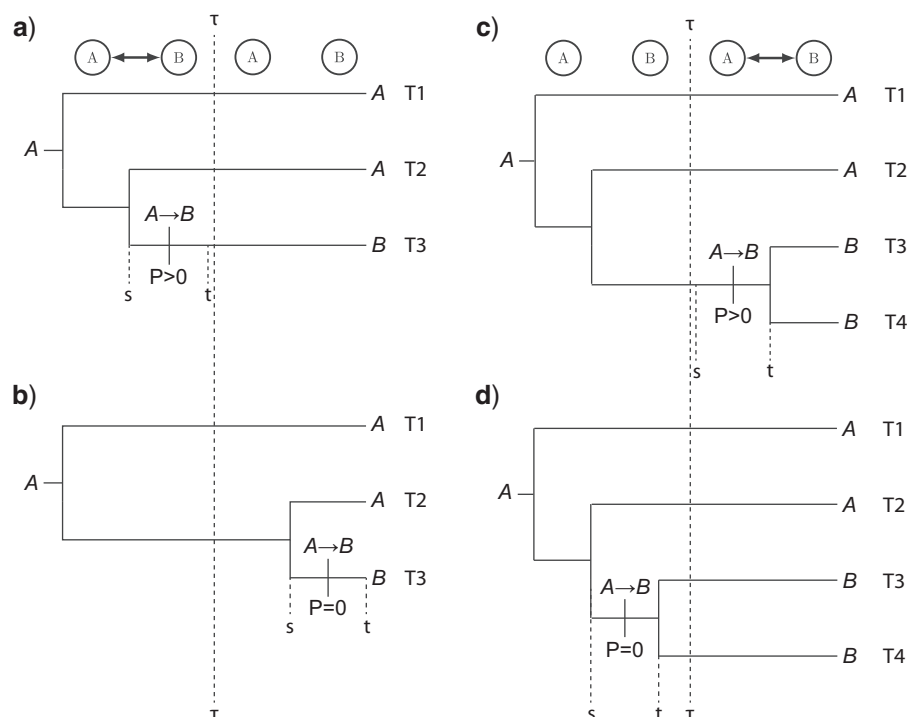 a)
τ
A B A B
A T1
A
A T2
A→B
B T3
P>0
s t
b)
A T1
A
A T2
A→B
B T3
P=0
s t
τ
c)
τ
A B A B
A T1
A
A T2
A→B
B T3
P>0
B T4
s t
d)
A T1
A
A T2
A→B
B T3
P=0
B T4
s t τ